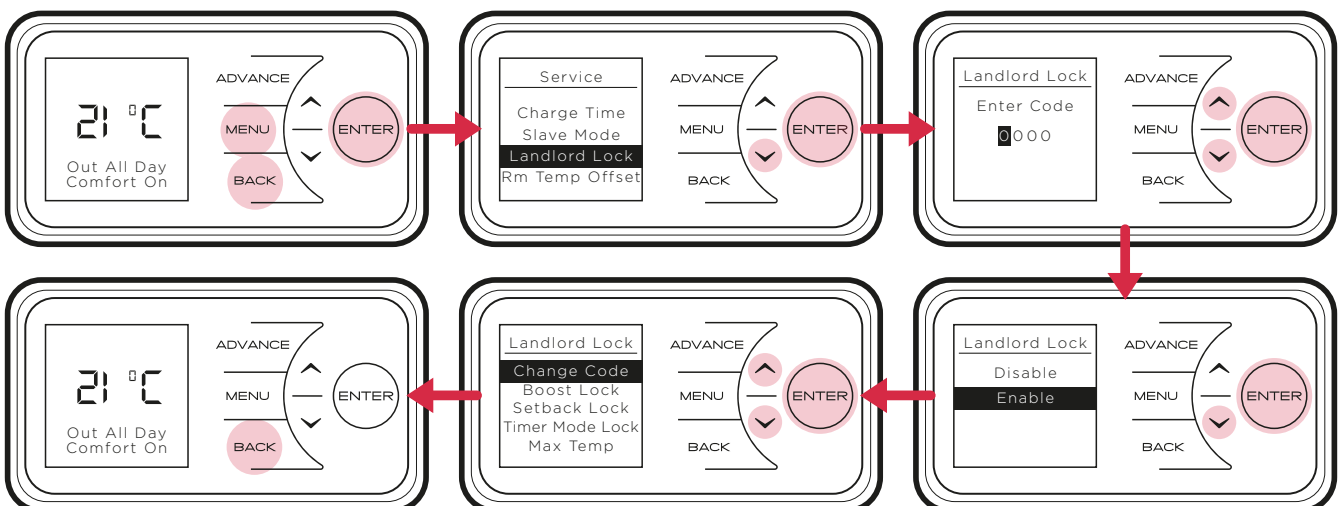 21 °C
Out All Day
Comfort On
ADVANCE
MENU
BACK
ENTER
Service
Charge Time
Slave Mode
Landlord Lock
Rm Temp Offset
ADVANCE
MENU
BACK
ENTER
Landlord Lock
Enter Code
0000
ADVANCE
MENU
BACK
ENTER
21 °C
Out All Day
Comfort On
ADVANCE
MENU
BACK
ENTER
Landlord Lock
Change Code
Boost Lock
Setback Lock
Timer Mode Lock
Max Temp
ADVANCE
MENU
BACK
ENTER
Landlord Lock
Disable
Enable
ADVANCE
MENU
BACK
ENTER